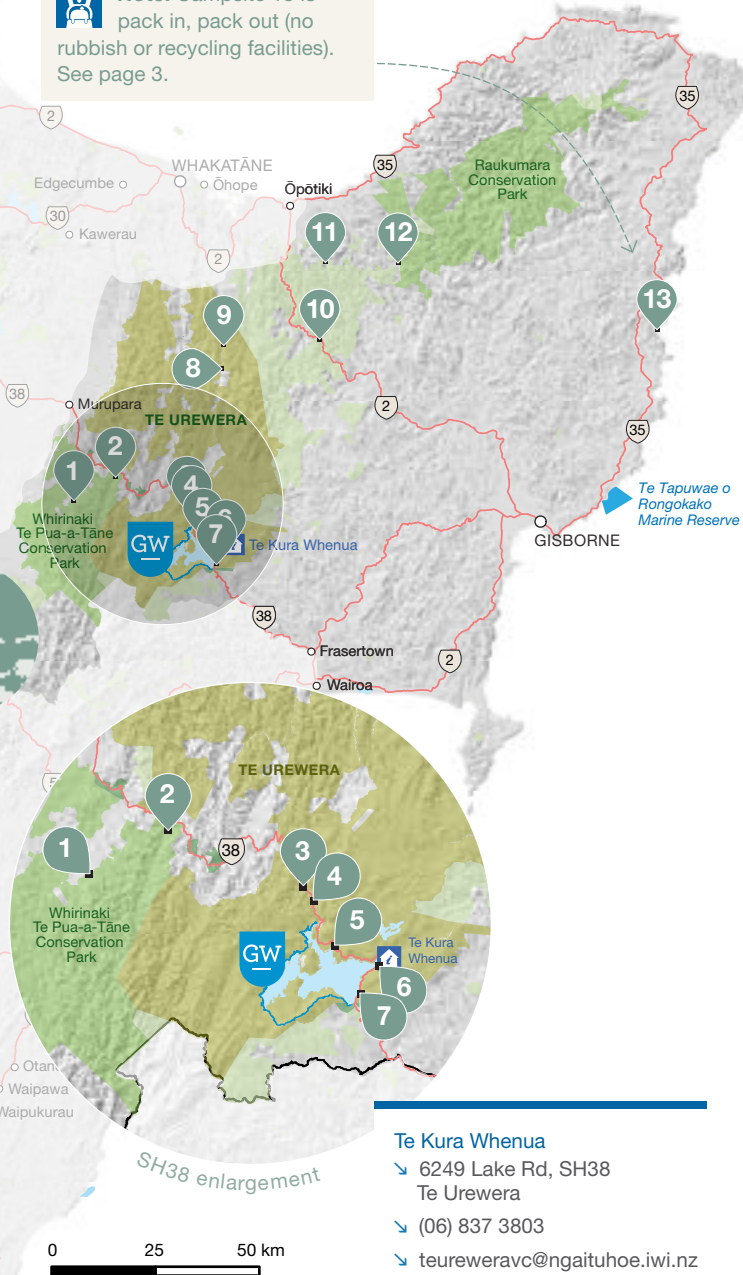 pack in, pack out (no
rubbish or recycling facilities).
See page 3.
2
35
WHAKATĀNE
Edgecumbe
Ōhope
Ōpōtiki
35
Raukumara
Conservation
Park
30
Kawerau
2
11
12
10
13
9
8
38
Murupara
TE UREWERA
2
2
1
4
5
6
7
35
Whirinaki
Te Pua-a-Tāne
Conservation
Park
GW
Te Kura Whenua
Te Tapuwae o
Rongokako
Marine Reserve
GISBORNE
38
Frasertown
2
Wairoa
TE UREWERA
2
38
1
3
4
5
Whirinaki
Te Pua-a-Tāne
Conservation
Park
GW
Te Kura
Whenua
6
7
Waipawa
Waipukurau
SH38 enlargement
Te Kura Whenua
↘ 6249 Lake Rd, SH38
Te Urewera
↘ (06) 837 3803
↘ teureweravc@ngaituhoe.iwi.nz
0 25 50 km